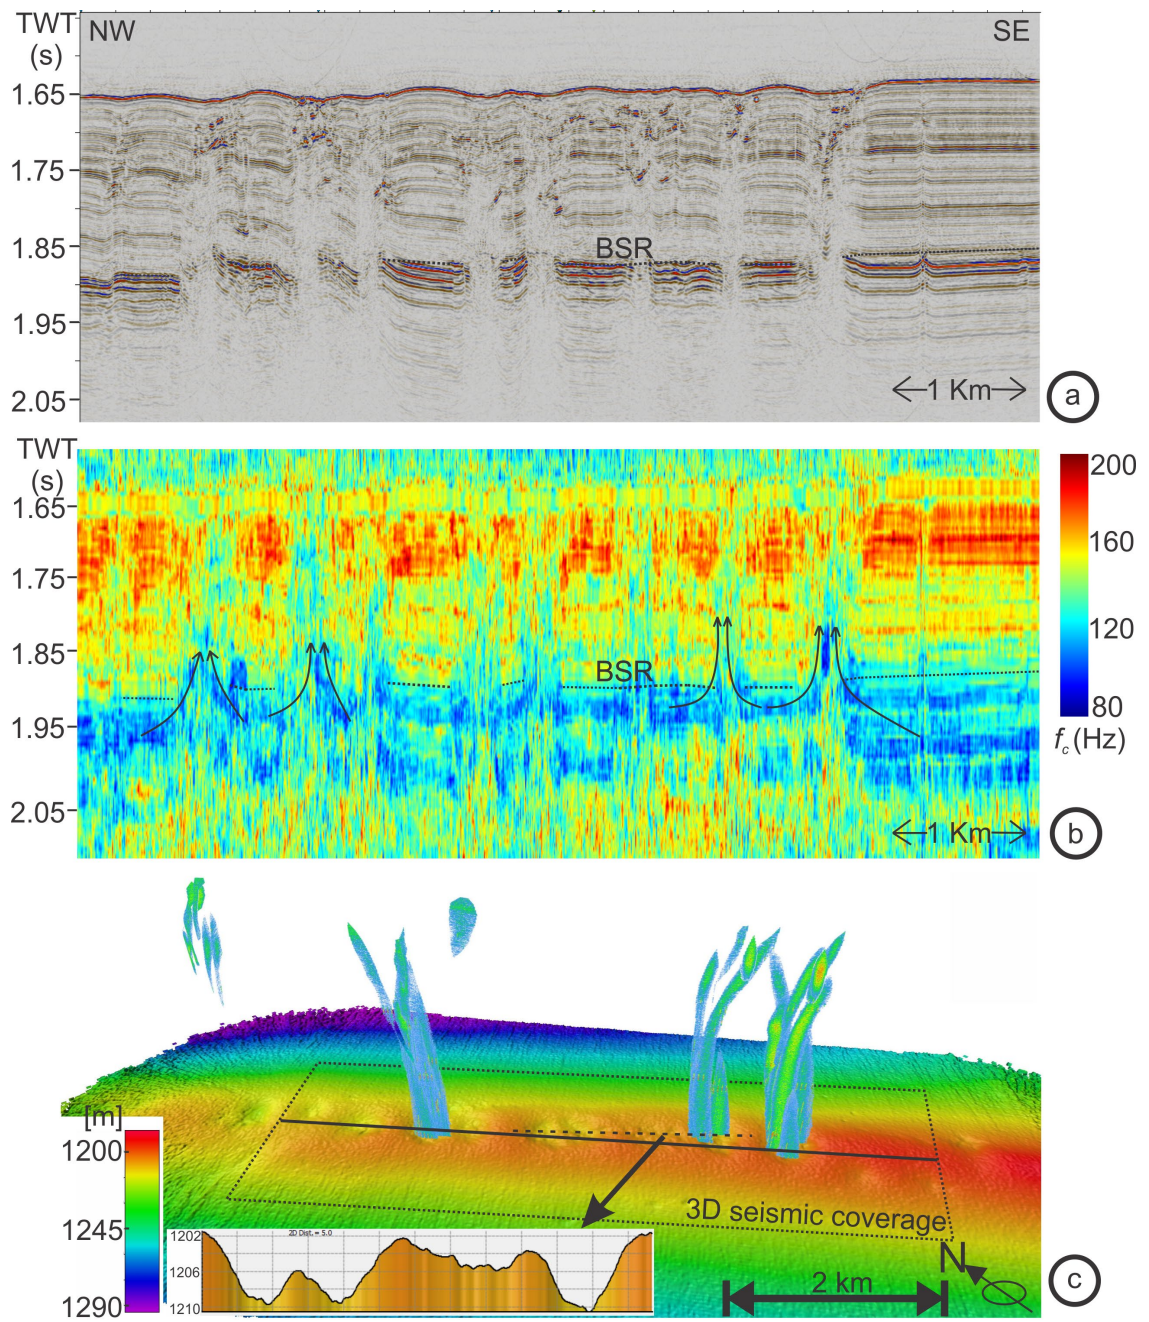 TWT
(s)
NW
SE
1.65
1.75
1.85
BSR
1.95
2.05
1 Km
a
TWT
(s)
1.65
1.75
1.85
BSR
1.95
2.05
1 Km
200
160
120
80
fc (Hz)
b
[m]
1200
1245
1290
3D seismic coverage
2D Dist. = 5.0
1202
1206
1210
2 km
N
c